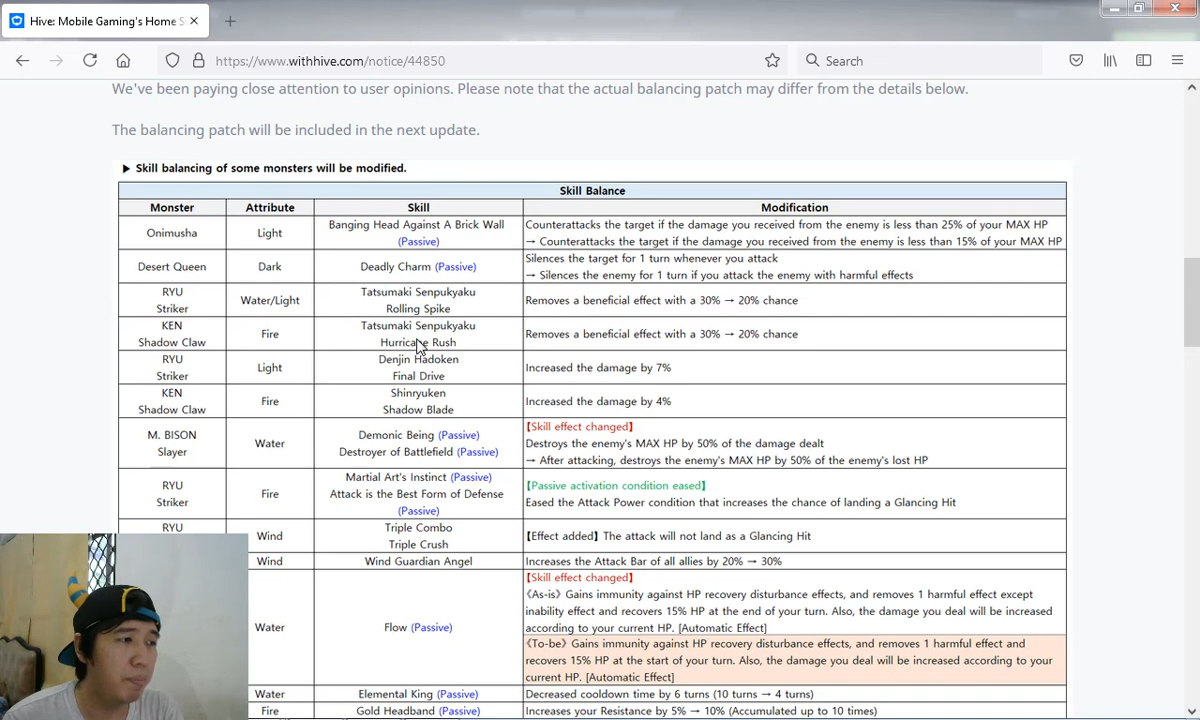 Hive: Mobile Gaming's Home S
https://www.withhive.com/notice/44850
Search
We've been paying close attention to user opinions. Please note that the actual balancing patch may differ from the details below.
The balancing patch will be included in the next update.
▶ Skill balancing of some monsters will be modified.
Skill Balance
Monster Attribute Skill Modification
Onimusha Light Banging Head Against A Brick Wall
(Passive)
Counterattacks the target if the damage you received from the enemy is less than 25% of your MAX HP
→ Counterattacks the target if the damage you received from the enemy is less than 15% of your MAX HP
Desert Queen Dark Deadly Charm (Passive)
Silences the target for 1 turn whenever you attack
→ Silences the enemy for 1 turn if you attack the enemy with harmful effects
RYU
Striker
Water/Light
Tatsumaki Senpukyaku
Rolling Spike
Removes a beneficial effect with a 30% → 20% chance
KEN
Shadow Claw
Fire
Tatsumaki Senpukyaku
Hurricane Rush
Removes a beneficial effect with a 30% → 20% chance
RYU
Striker
Light
Denjin Hadoken
Final Drive
Increased the damage by 7%
KEN
Shadow Claw
Fire
Shinryuken
Shadow Blade
Increased the damage by 4%
M. BISON
Slayer
Water
Demonic Being (Passive)
Destroyer of Battlefield (Passive)
【Skill effect changed】
Destroys the enemy's MAX HP by 50% of the damage dealt
→ After attacking, destroys the enemy's MAX HP by 50% of the enemy's lost HP
RYU
Striker
Fire
Martial Art's Instinct (Passive)
Attack is the Best Form of Defense
(Passive)
【Passive activation condition eased】
Eased the Attack Power condition that increases the chance of landing a Glancing Hit
RYU
Wind
Triple Combo
Triple Crush
【Effect added】 The attack will not land as a Glancing Hit
Wind Wind Guardian Angel Increases the Attack Bar of all allies by 20% → 30%
Water
Flow (Passive)
【Skill effect changed】
《As-is》 Gains immunity against HP recovery disturbance effects, and removes 1 harmful effect except
inability effect and recovers 15% HP at the end of your turn. Also, the damage you deal will be increased
according to your current HP. [Automatic Effect]
《To-be》 Gains immunity against HP recovery disturbance effects, and removes 1 harmful effect and
recovers 15% HP at the start of your turn. Also, the damage you deal will be increased according to your
current HP. [Automatic Effect]
Water Elemental King (Passive) Decreased cooldown time by 6 turns (10 turns → 4 turns)
Fire Gold Headband (Passive) Increases your Resistance by 5% → 10% (Accumulated up to 10 times)